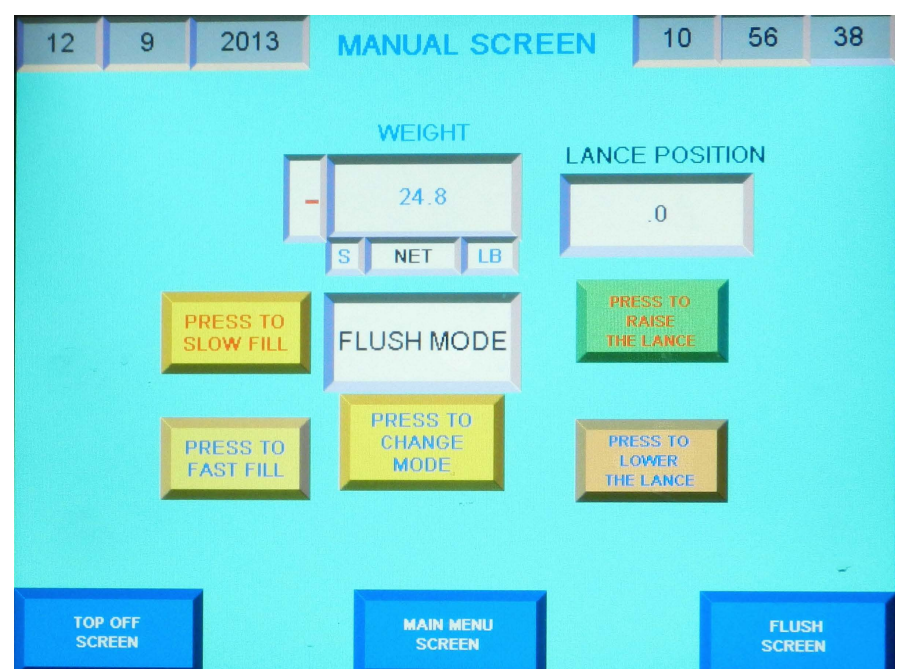 12 9 2013 MANUAL SCREEN 10 56 38
WEIGHT
LANCE POSITION
- 24.8
.0
S NET LB
PRESS TO
SLOW FILL
FLUSH MODE
PRESS TO
RAISE
THE LANCE
PRESS TO
FAST FILL
PRESS TO
CHANGE
MODE
PRESS TO
LOWER
THE LANCE
TOP OFF
SCREEN
MAIN MENU
SCREEN
FLUSH
SCREEN